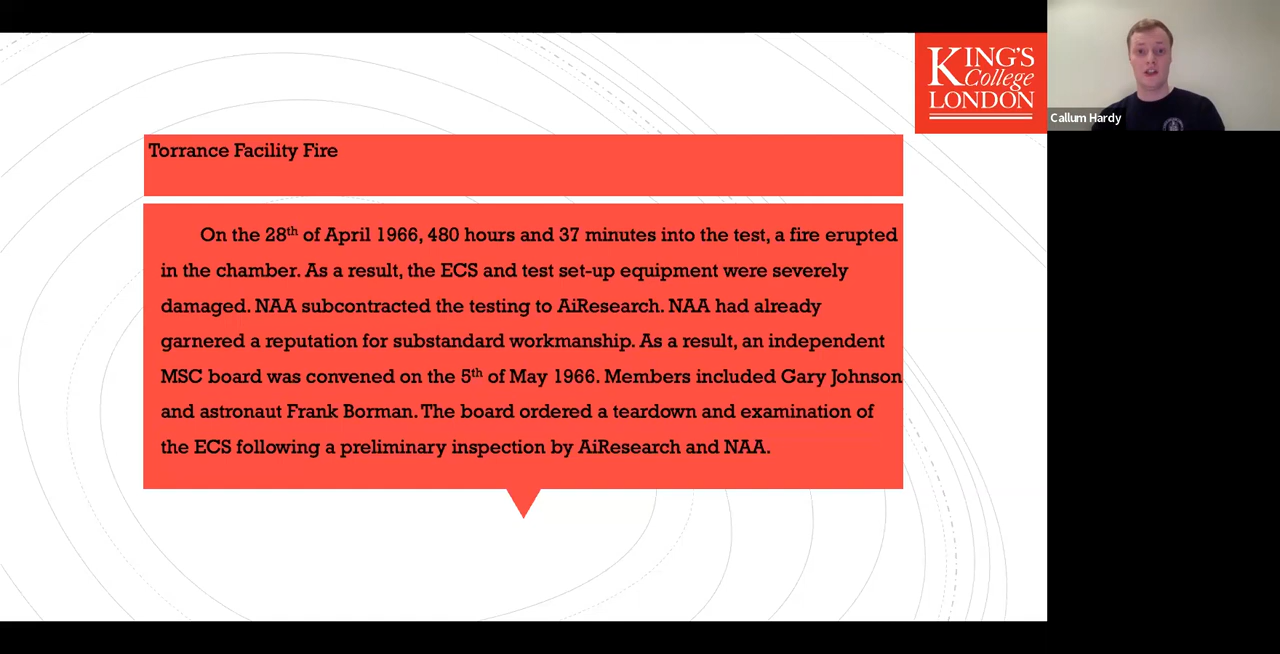 KING'S
College
LONDON
Callum Hardy
Torrance Facility Fire
On the 28th of April 1966, 480 hours and 37 minutes into the test, a fire erupted
in the chamber. As a result, the ECS and test set-up equipment were severely
damaged. NAA subcontracted the testing to AiResearch. NAA had already
garnered a reputation for substandard workmanship. As a result, an independent
MSC board was convened on the 5th of May 1966. Members included Gary Johnson
and astronaut Frank Borman. The board ordered a teardown and examination of
the ECS following a preliminary inspection by AiResearch and NAA.